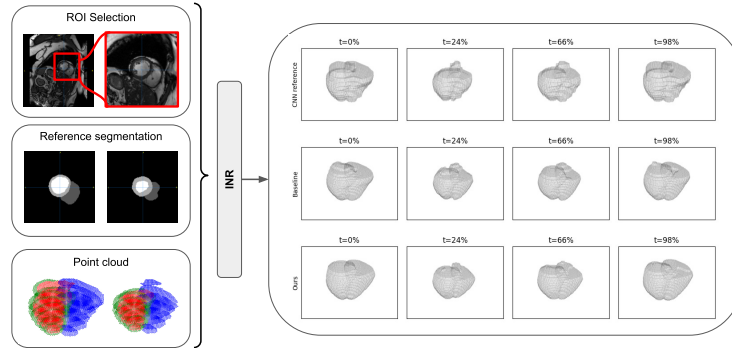 ROI Selection
Reference segmentation
Point cloud
INR
t=0% t=24% t=66% t=98%
CNN reference
t=0% t=24% t=66% t=98%
Baseline
t=0% t=24% t=66% t=98%
Ours